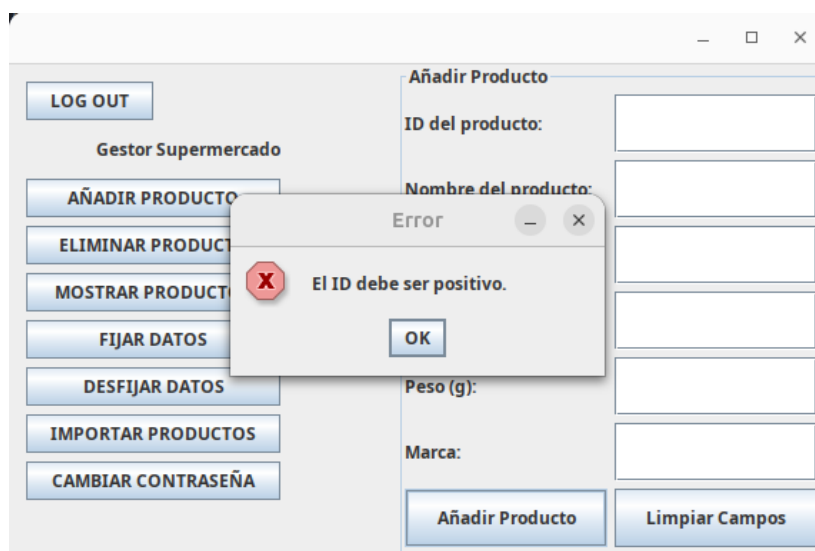 LOG OUT
Gestor Supermercado
AÑADIR PRODUCTO
ELIMINAR PRODUCT
MOSTRAR PRODUCT
FIJAR DATOS
DESFIJAR DATOS
IMPORTAR PRODUCTOS
CAMBIAR CONTRASEÑA
Añadir Producto
ID del producto:
Nombre del producto:
Error
El ID debe ser positivo.
OK
Peso (g):
Marca:
Añadir Producto
Limpiar Campos